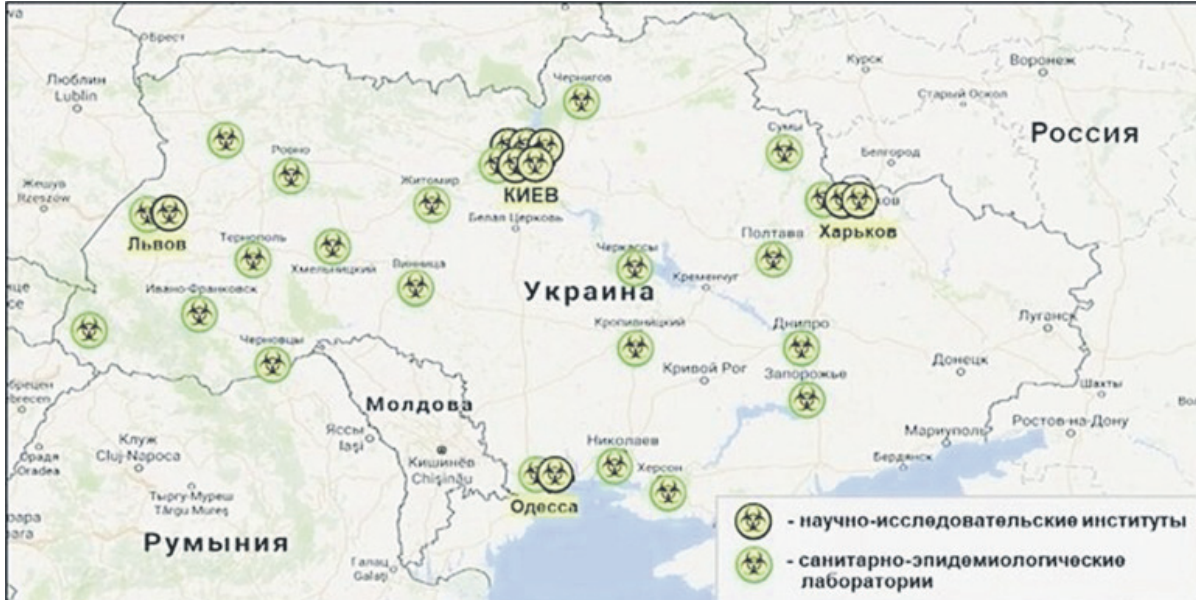 Брест
Люблин
Lublin
Чернигов
Курск
Воронеж
Старый Оскол
Сумы
Россия
Белгород
Ровно
Жешув
Rzeszów
Житомир
КИЕВ
Белая Церковь
Львов
Харьков
Тернополь
Хмельницкий
Винница
Черкассы
Полтава
Кременчуг
Ивано-Франковск
Украина
Луганск
Черновцы
Кропивницкий
Днипро
Донецк
Кривой Рог
Запорожье
Шахты
Молдова
Клуж
Cluj-Napoca
Яссы
Iaşi
Мариуполь
Ростов-на-Дону
Орадя
Oradea
Кишинёв
Chişinău
Николаев
Херсон
Бердянск
Тыргу-Муреш
Târgu Mureş
Одесса
Румыния
Галац
Galaţi
- научно-исследовательские институты
- санитарно-эпидемиологические
лаборатории